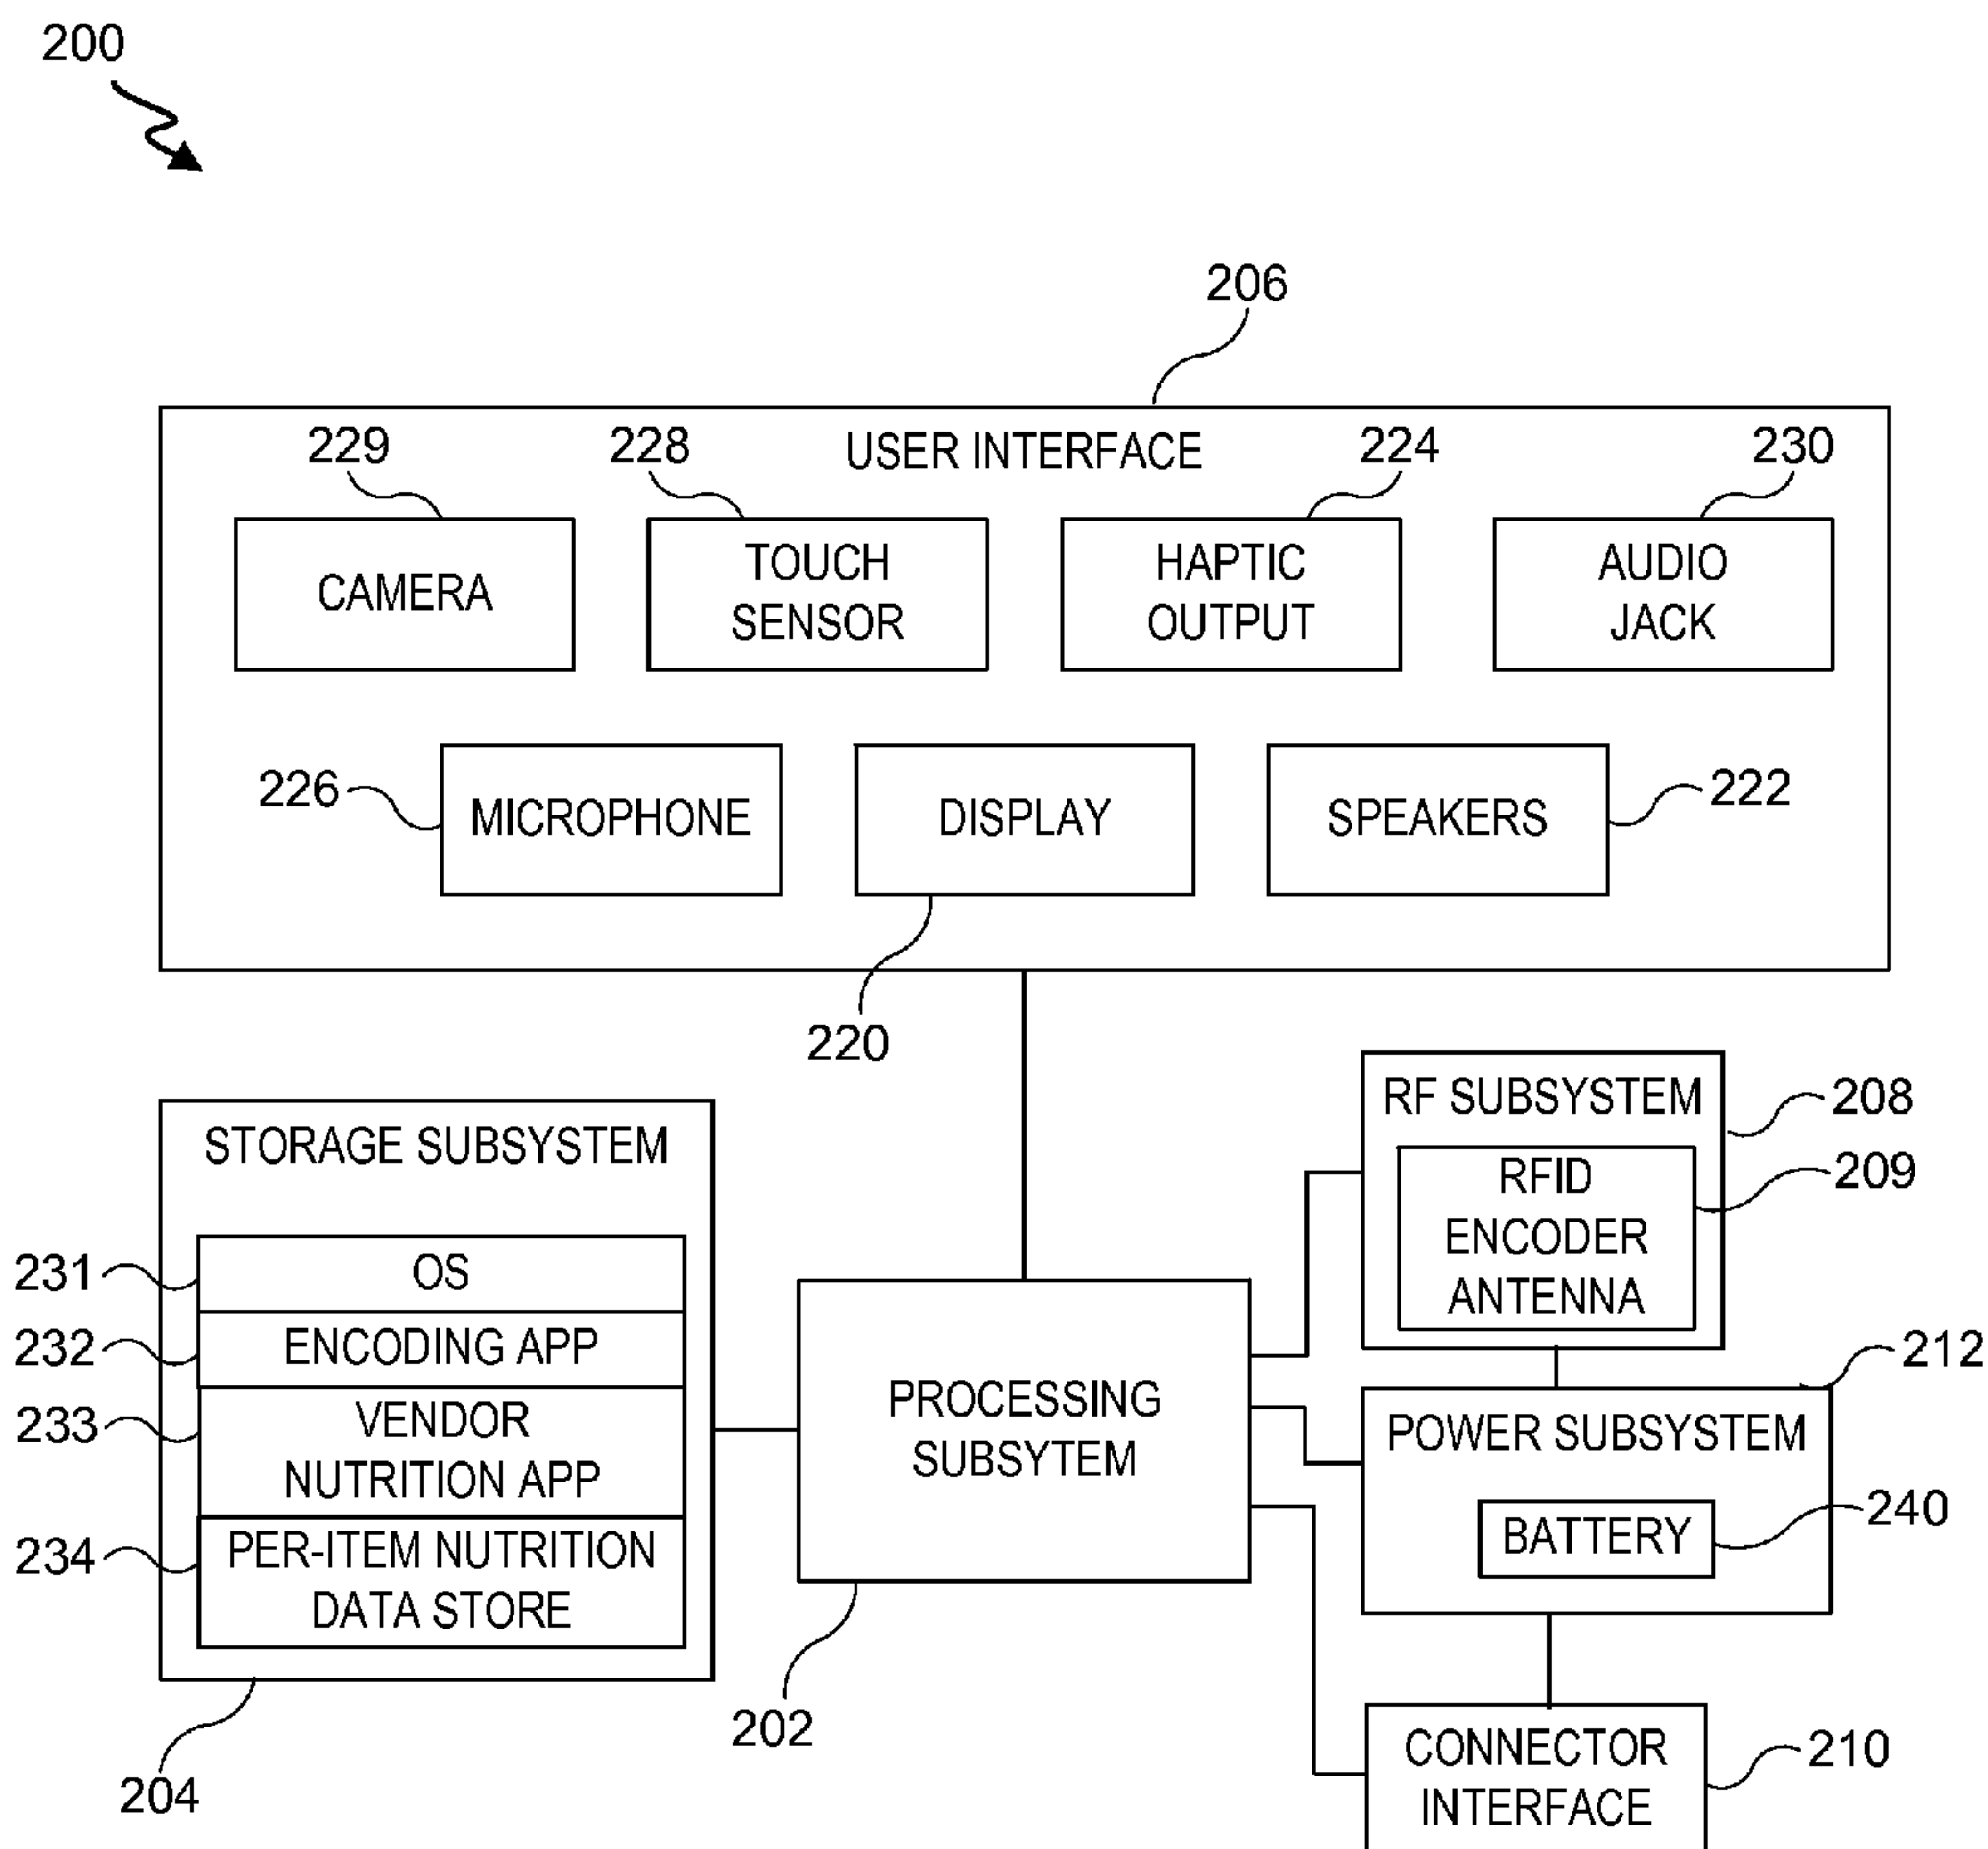 200
206
229
228
USER INTERFACE
224
230
CAMERA
TOUCH
SENSOR
HAPTIC
OUTPUT
AUDIO
JACK
226
MICROPHONE
DISPLAY
SPEAKERS
222
220
STORAGE SUBSYSTEM
231
OS
232
ENCODING APP
233
VENDOR
NUTRITION APP
234
PER-ITEM NUTRITION
DATA STORE
204
PROCESSING
SUBSYTEM
202
RF SUBSYSTEM
208
RFID
ENCODER
ANTENNA
209
212
POWER SUBSYSTEM
BATTERY
240
CONNECTOR
INTERFACE
210